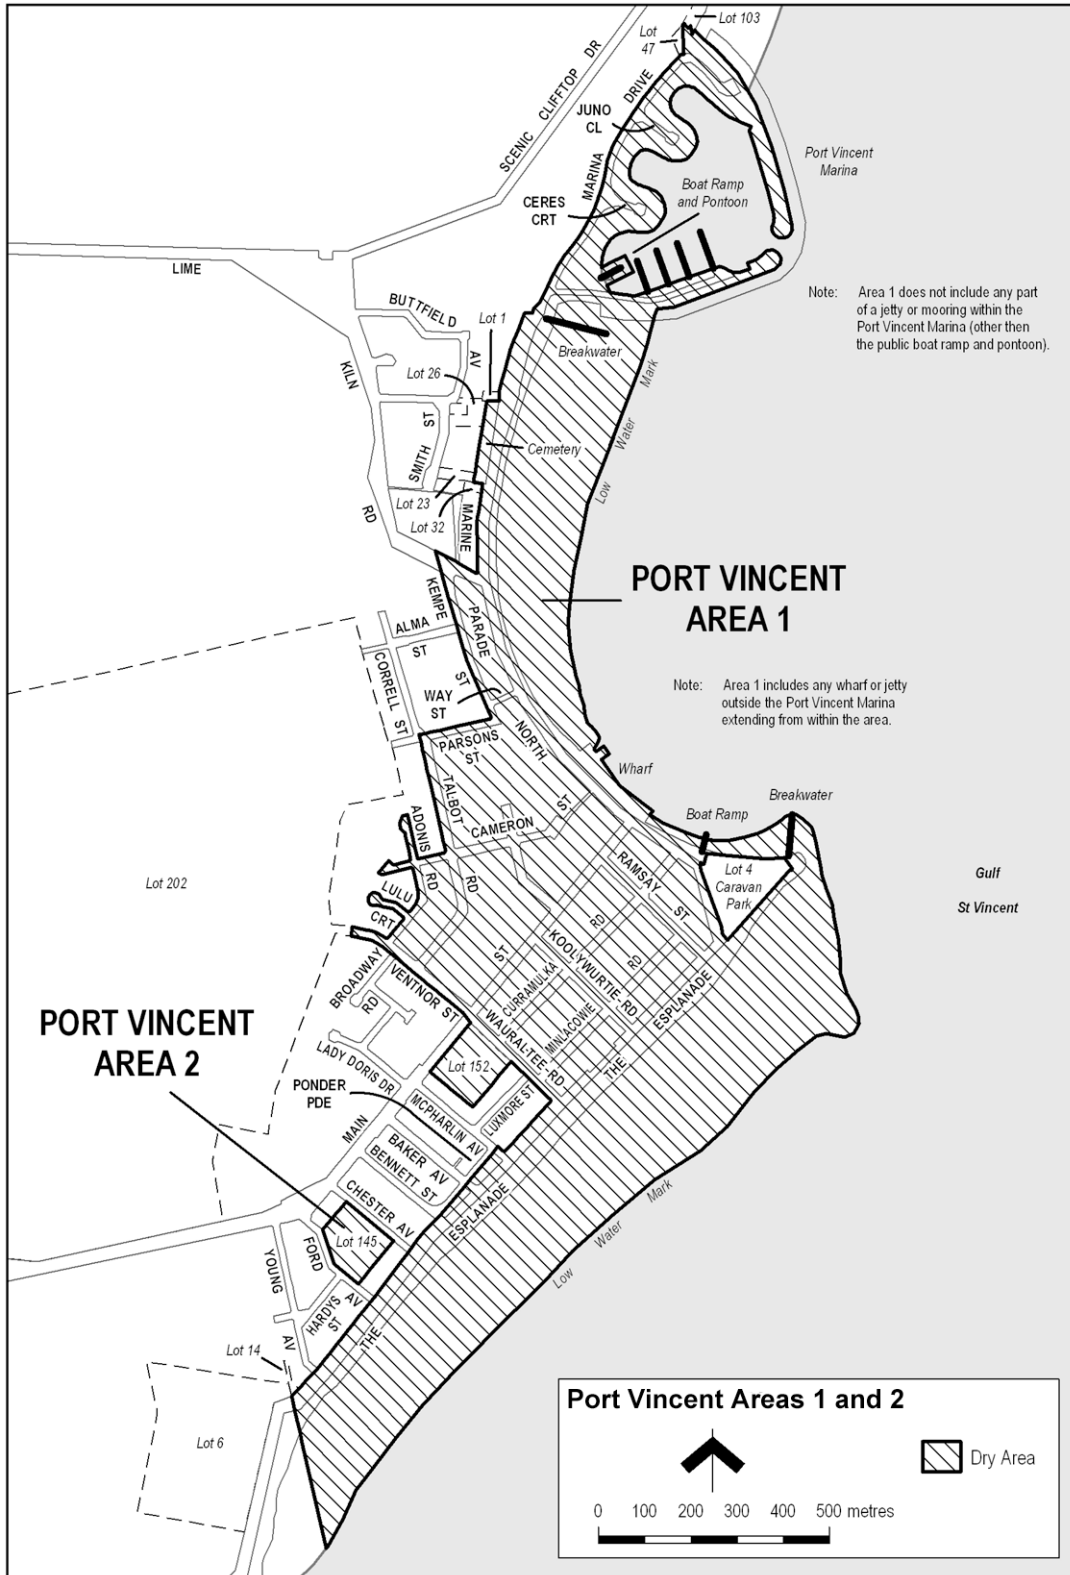 Lot 103
Lot
47
SCENIC CLIFFTOP DR
MARINA DRIVE
JUNO
CL
Port Vincent
Marina
Boat Ramp
and Pontoon
CERES
CRT
LIME
KILN
RD
Note: Area 1 does not include any part
of a jetty or mooring within the
Port Vincent Marina (other then
the public boat ramp and pontoon).
BUTTFIELD
AV
Lot 1
Breakwater
Lot 26
Low Water Mark
SMITH ST
Cemetery
Lot 23
Lot 32
MARINE
PARADE
PORT VINCENT
AREA 1
KEMPE
ST
ALMA
ST
CORRELL ST
WAY
ST
Note: Area 1 includes any wharf or jetty
outside the Port Vincent Marina
extending from within the area.
NORTH
PARSONS
ST
Wharf
TALBOT
RD
Breakwater
Boat Ramp
ADONIS
RD
CAMERON
ST
RAMSAY
ST
Lot 4
Caravan
Park
Gulf
St Vincent
Lot 202
LULU
CRT
BROADWAY
RD
VENTNOR ST
ST
RD
KOOLYWURTIE RD
RD
CURRAMULKA
MINLACOWIE
WAURALTEE RD
THE ESPLANADE
PORT VINCENT
AREA 2
LADY DORIS DR
Lot 152
PONDER
PDE
LUXMORE ST
MCPHARLIN AV
MAIN
BAKER AV
BENNETT ST
CHESTER AV
THE ESPLANADE
Low Water Mark
Lot 145
FORD
YOUNG
AV
HARDYS
ST
AV
Lot 14
Lot 6
Port Vincent Areas 1 and 2
Dry Area
0 100 200 300 400 500 metres